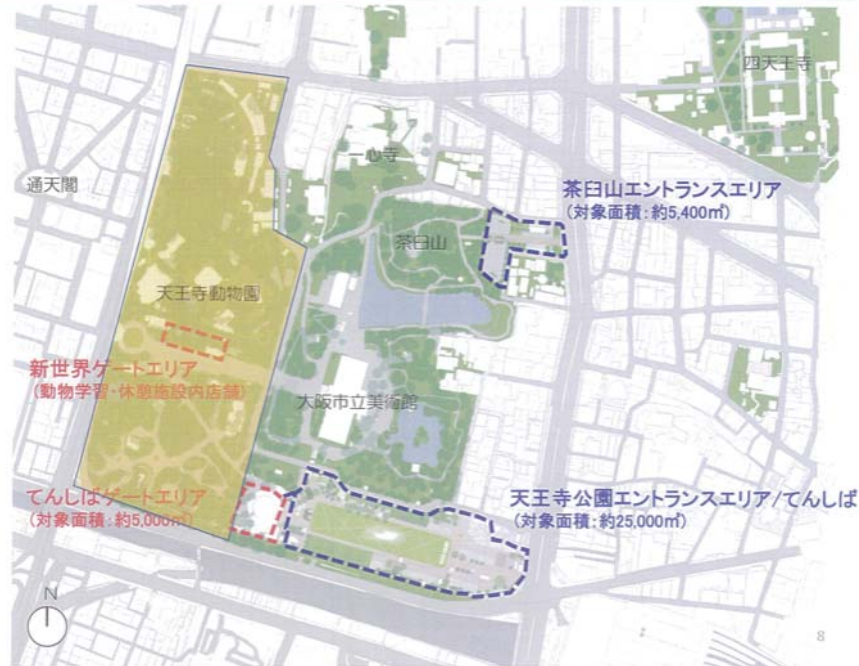 四天王寺
一心寺
通天閣
茶臼山エントランスエリア
(対象面積：約5,400㎡)
茶臼山
天王寺動物園
新世界ゲートエリア
(動物学習・休憩施設内店舗)
大阪市立美術館
てんしばゲートエリア
(対象面積：約5,000㎡)
天王寺公園エントランスエリア/てんしば
(対象面積：約25,000㎡)
N
8